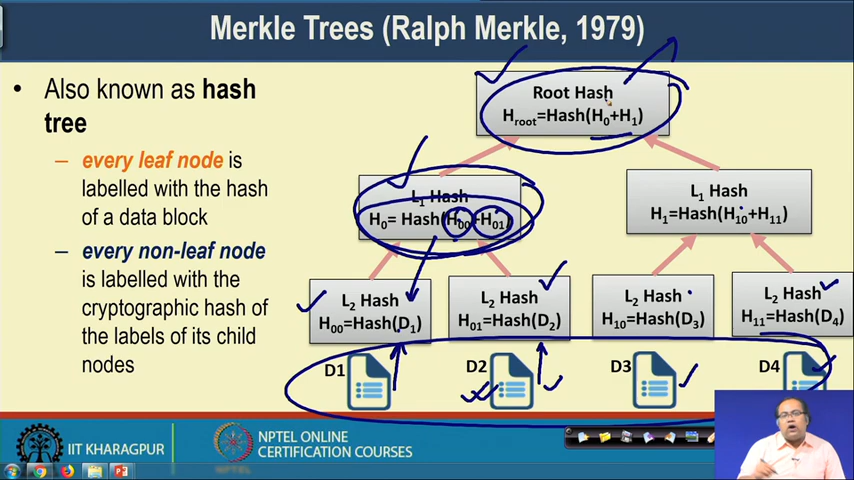 Merkle Trees (Ralph Merkle, 1979)
• Also known as hash
tree
– every leaf node is
labelled with the hash
of a data block
– every non-leaf node
is labelled with the
cryptographic hash of
the labels of its child
nodes
Root Hash
Hroot=Hash(H0+H1)
L1 Hash
H0= Hash(H00+H01)
L1 Hash
H1=Hash(H10+H11)
L2 Hash
H00=Hash(D1)
L2 Hash
H01=Hash(D2)
L2 Hash
H10=Hash(D3)
L2 Hash
H11=Hash(D4)
D1
D2
D3
D4
IIT KHARAGPUR
NPTEL
NPTEL ONLINE
CERTIFICATION COURSES